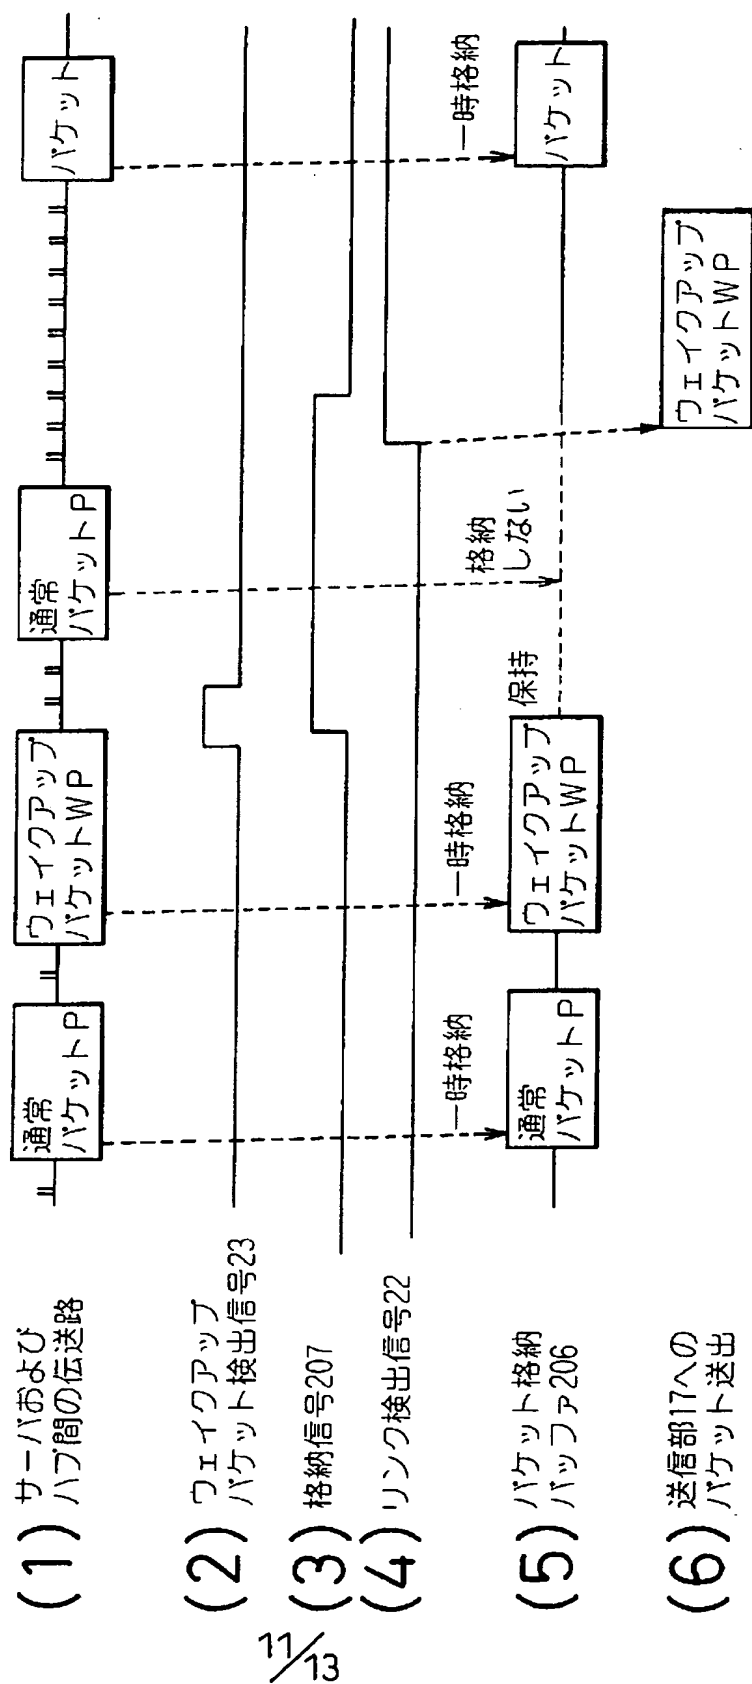 (1) サーバおよび
ハブ間の伝送路
通常
パケットP
ウェイクアップ
パケットWP
通常
パケットP
パケット
(2) ウェイクアップ
パケット検出信号23
(3) 格納信号207
(4) リンク検出信号22
一時格納
一時格納
格納
しない
一時格納
(5) パケット格納
バッファ206
通常
パケットP
ウェイクアップ
パケットWP
保持
パケット
(6) 送信部17への
パケット送出
ウェイクアップ
パケットWP
11/13